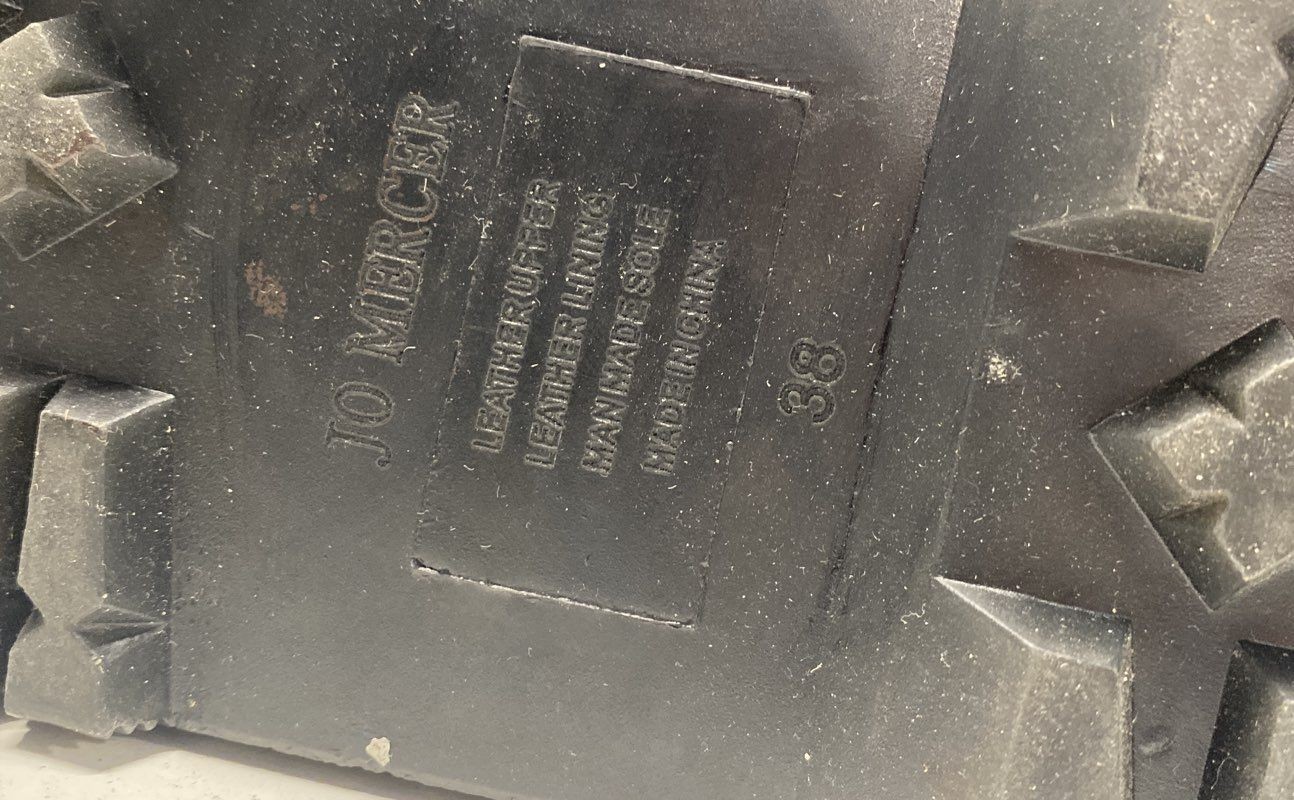 JO MERCER
LEATHER UPPER
LEATHER LINING
MAN MADE SOLE
MADE IN CHINA
38